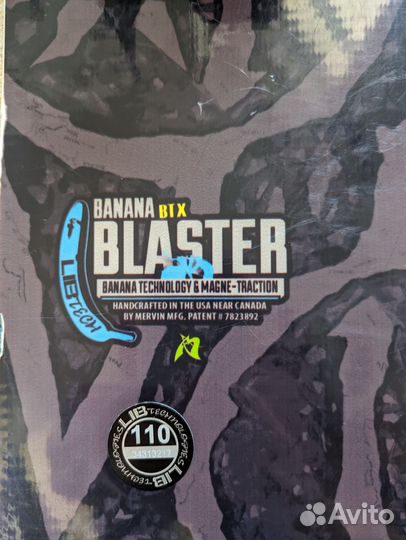 BANANA BTX
BLASTER
BANANA TECHNOLOGY & MAGNE-TRACTION
HANDCRAFTED IN THE USA NEAR CANADA
BY MERVIN MFG. PATENT # 7823892
LIB TECH
LIB TECHNOLOGIES
110
34313217
LIB TECHNOLOGIES
Avito